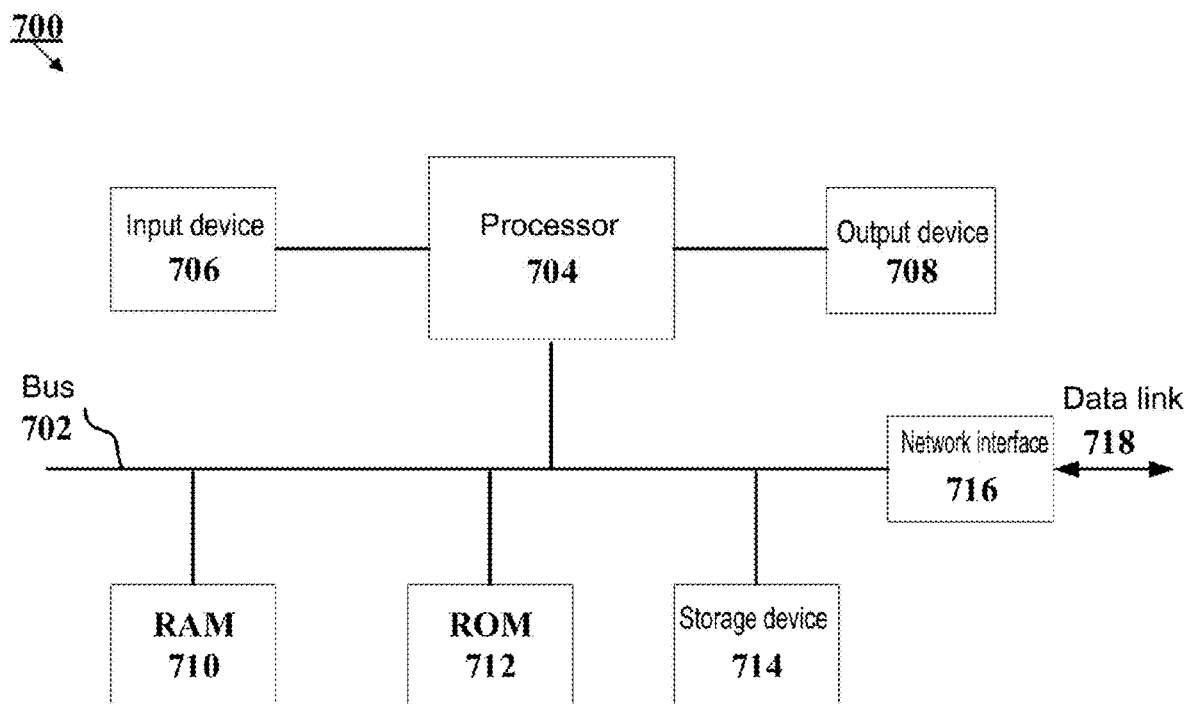 700
Input device
706
Processor
704
Output device
708
Bus
702
Data link
718
Network interface
716
RAM
710
ROM
712
Storage device
714